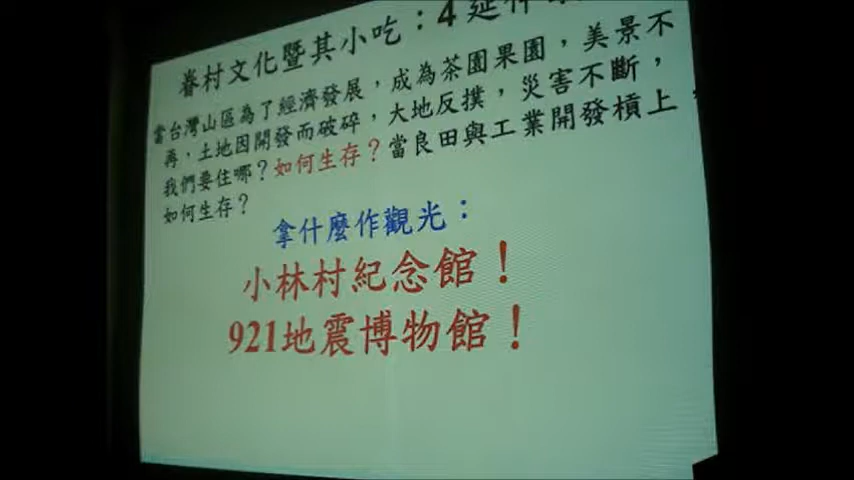 眷村文化暨其小吃：4 延伸
當台灣山區為了經濟發展，成為茶園果園，美景不
再，土地因開發而破碎，大地反撲，災害不斷，
我們要住哪？如何生存？當良田與工業開發槓上，
如何生存？
拿什麼作觀光：
小林村紀念館！
921地震博物館！